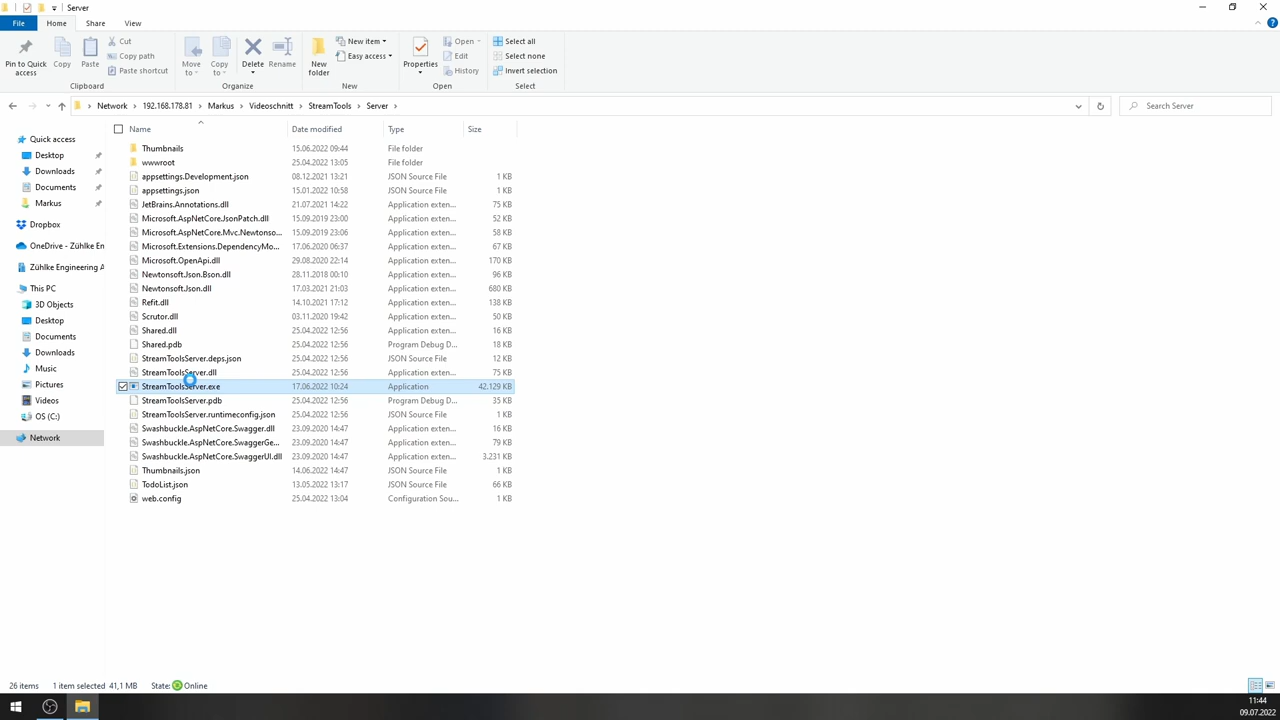 Server
File Home Share View
Pin to Quick access
Copy
Paste
Cut
Copy path
Paste shortcut
Clipboard
Move to
Copy to
Delete
Rename
Organize
New folder
New item
Easy access
New
Properties
Open
Edit
History
Open
Select all
Select none
Invert selection
Select
Network > 192.168.178.81 > Markus > Videoschnitt > StreamTools > Server >
Search Server
Quick access
Desktop
Downloads
Documents
Markus
Dropbox
OneDrive - Zühlke En
Zühlke Engineering A
This PC
3D Objects
Desktop
Documents
Downloads
Music
Pictures
Videos
OS (C:)
Network
Name Date modified Type Size
Thumbnails 15.06.2022 09:44 File folder
wwwroot 25.04.2022 13:05 File folder
appsettings.Development.json 08.12.2021 13:21 JSON Source File 1 KB
appsettings.json 15.01.2022 10:58 JSON Source File 1 KB
JetBrains.Annotations.dll 21.07.2021 14:22 Application exten... 75 KB
Microsoft.AspNetCore.JsonPatch.dll 15.09.2019 23:00 Application exten... 52 KB
Microsoft.AspNetCore.Mvc.Newtonso... 15.09.2019 23:06 Application exten... 58 KB
Microsoft.Extensions.DependencyMo... 17.06.2020 06:37 Application exten... 67 KB
Microsoft.OpenApi.dll 29.08.2020 22:14 Application exten... 170 KB
Newtonsoft.Json.Bson.dll 28.11.2018 00:10 Application exten... 96 KB
Newtonsoft.Json.dll 17.03.2021 21:03 Application exten... 680 KB
Refit.dll 14.10.2021 17:12 Application exten... 138 KB
Scrutor.dll 03.11.2020 19:42 Application exten... 50 KB
Shared.dll 25.04.2022 12:56 Application exten... 15 KB
Shared.pdb 25.04.2022 12:56 Program Debug D... 18 KB
StreamToolsServer.deps.json 25.04.2022 12:56 JSON Source File 12 KB
StreamToolsServer.dll 25.04.2022 12:56 Application exten... 75 KB
StreamToolsServer.exe 17.06.2022 10:24 Application 42.129 KB
StreamToolsServer.pdb 25.04.2022 12:56 Program Debug D... 35 KB
StreamToolsServer.runtimeconfig.json 25.04.2022 12:56 JSON Source File 1 KB
Swashbuckle.AspNetCore.Swagger.dll 23.09.2020 14:47 Application exten... 16 KB
Swashbuckle.AspNetCore.SwaggerGe... 23.09.2020 14:47 Application exten... 79 KB
Swashbuckle.AspNetCore.SwaggerUI.dll 23.09.2020 14:47 Application exten... 3.231 KB
Thumbnails.json 14.06.2022 14:47 JSON Source File 1 KB
TodoList.json 13.05.2022 13:17 JSON Source File 66 KB
web.config 25.04.2022 13:04 Configuration Sou... 1 KB
26 items 1 item selected 41,1 MB State: Online
11:44
09.07.2022